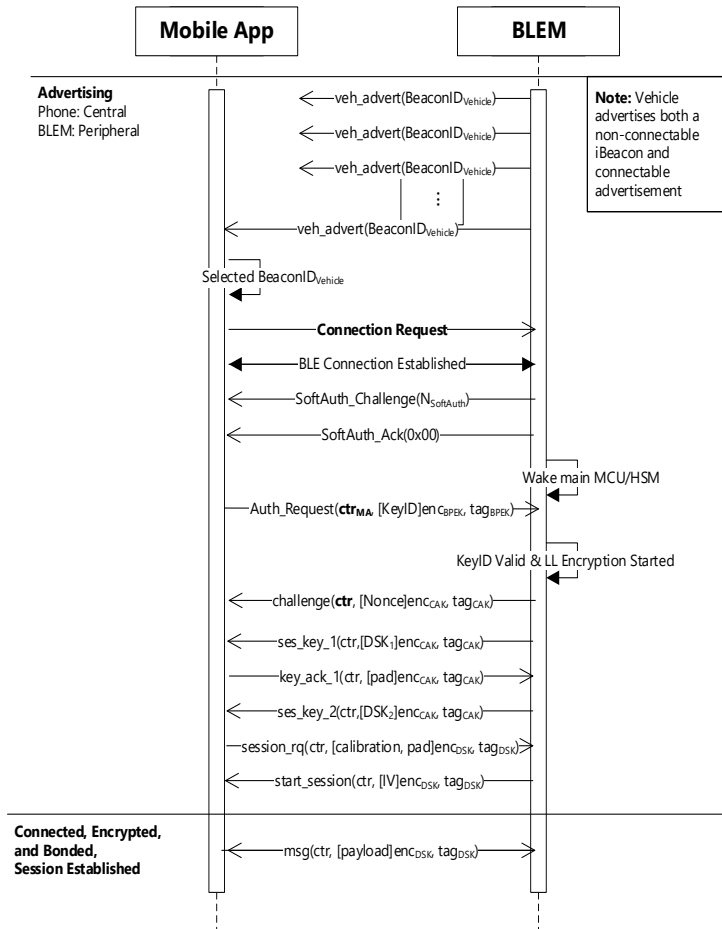 Mobile App
BLEM
Advertising
Phone: Central
BLEM: Peripheral
Note: Vehicle
advertises both a
non-connectable
iBeacon and
connectable
advertisement
veh_advert(BeaconIDVehicle)
veh_advert(BeaconIDVehicle)
veh_advert(BeaconIDVehicle)
⋮
veh_advert(BeaconIDVehicle)
Selected BeaconIDVehicle
Connection Request
BLE Connection Established
SoftAuth_Challenge(NSoftAuth)
SoftAuth_Ack(0x00)
Wake main MCU/HSM
Auth_Request(ctrMA, [KeyID]encBPEK, tagBPEK)
KeyID Valid & LL Encryption Started
challenge(ctr, [Nonce]encCAK, tagCAK)
ses_key_1(ctr,[DSK1]encCAK, tagCAK)
key_ack_1(ctr, [pad]encCAK, tagCAK)
ses_key_2(ctr,[DSK2]encCAK, tagCAK)
session_rq(ctr, [calibration, pad]encDSK, tagDSK)
start_session(ctr, [IV]encDSK, tagDSK)
Connected, Encrypted,
and Bonded,
Session Established
msg(ctr, [payload]encDSK, tagDSK)